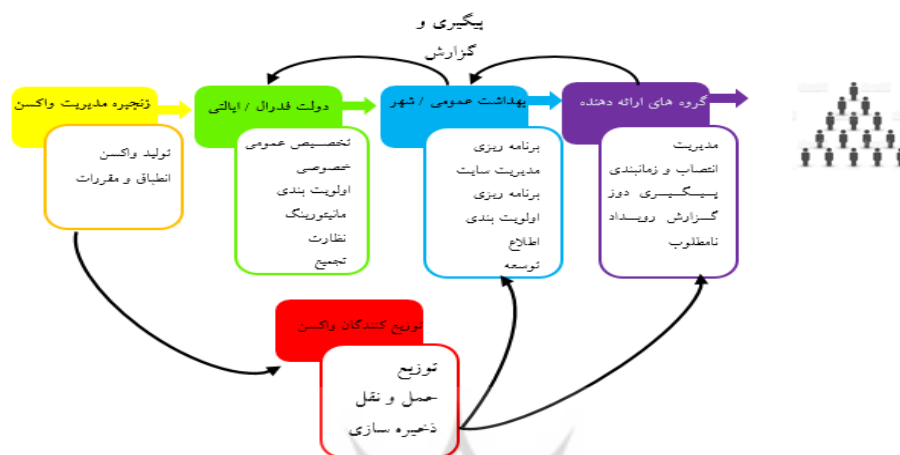 پیگیری و
گزارش
زنجیره مدیریت واکسن
تولید واکسن
انطباق و مقررات
دولت فدرال / ایالتی
تخصیص عمومی
خصوصی
اولویت بندی
مانیتورینگ
نظارت
تجمیع
بهداشت عمومی / شهر
برنامه ریزی
مدیریت سایت
برنامه ریزی
اولویت بندی
اطلاع
توسعه
گروه های ارائه دهنده
مدیریت
انتصاب و زمانبندی
پیگیری دوز
گزارش رویداد
نامطلوب
توزیع کنندگان واکسن
توزیع
حمل و نقل
ذخیره سازی